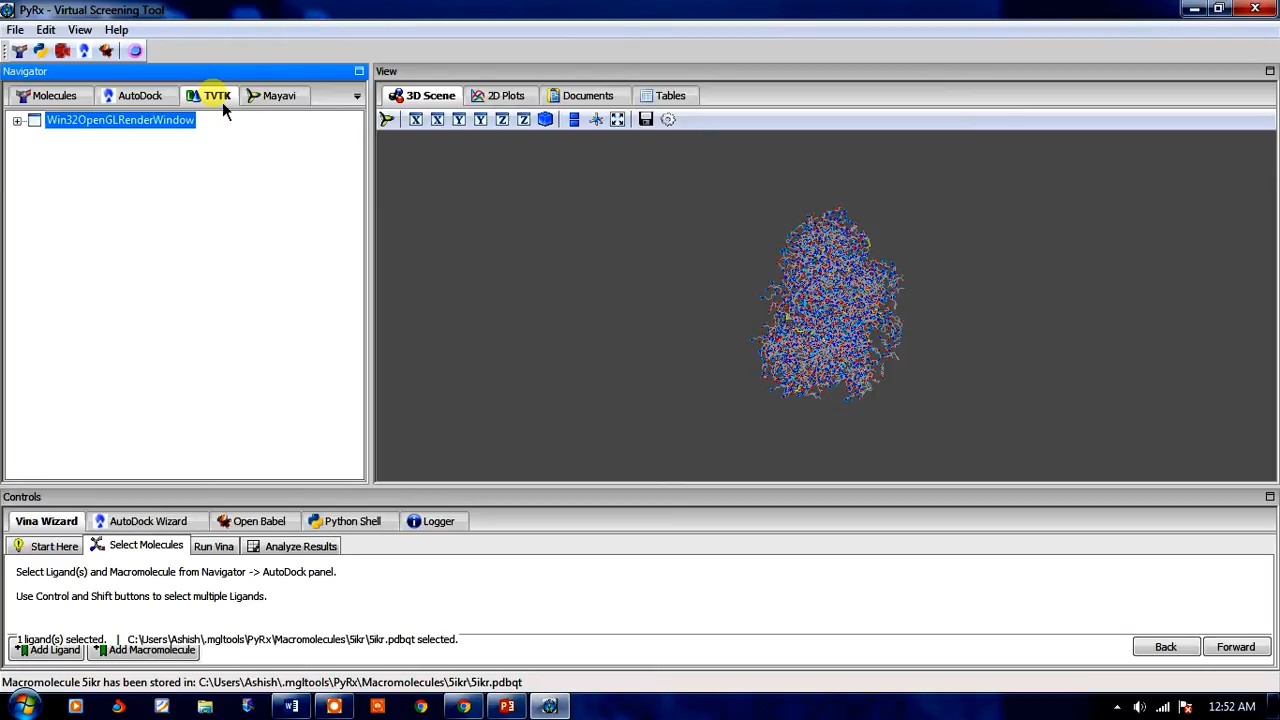 PyRx - Virtual Screening Tool
File Edit View Help
Navigator
View
Molecules AutoDock TVTK Mayavi
3D Scene 2D Plots Documents Tables
X X Y Y Z Z
Win32OpenGLRenderWindow
Controls
Vina Wizard AutoDock Wizard Open Babel Python Shell Logger
Start Here Select Molecules Run Vina Analyze Results
Select Ligand(s) and Macromolecule from Navigator -> AutoDock panel.
Use Control and Shift buttons to select multiple Ligands.
1 ligand(s) selected. | C:\Users\Ashish\.mgltools\PyRx\Macromolecules\5ikr\5ikr.pdbqt selected.
Add Ligand Add Macromolecule Back Forward
Macromolecule 5ikr has been stored in: C:\Users\Ashish\.mgltools\PyRx\Macromolecules\5ikr\5ikr.pdbqt
12:52 AM